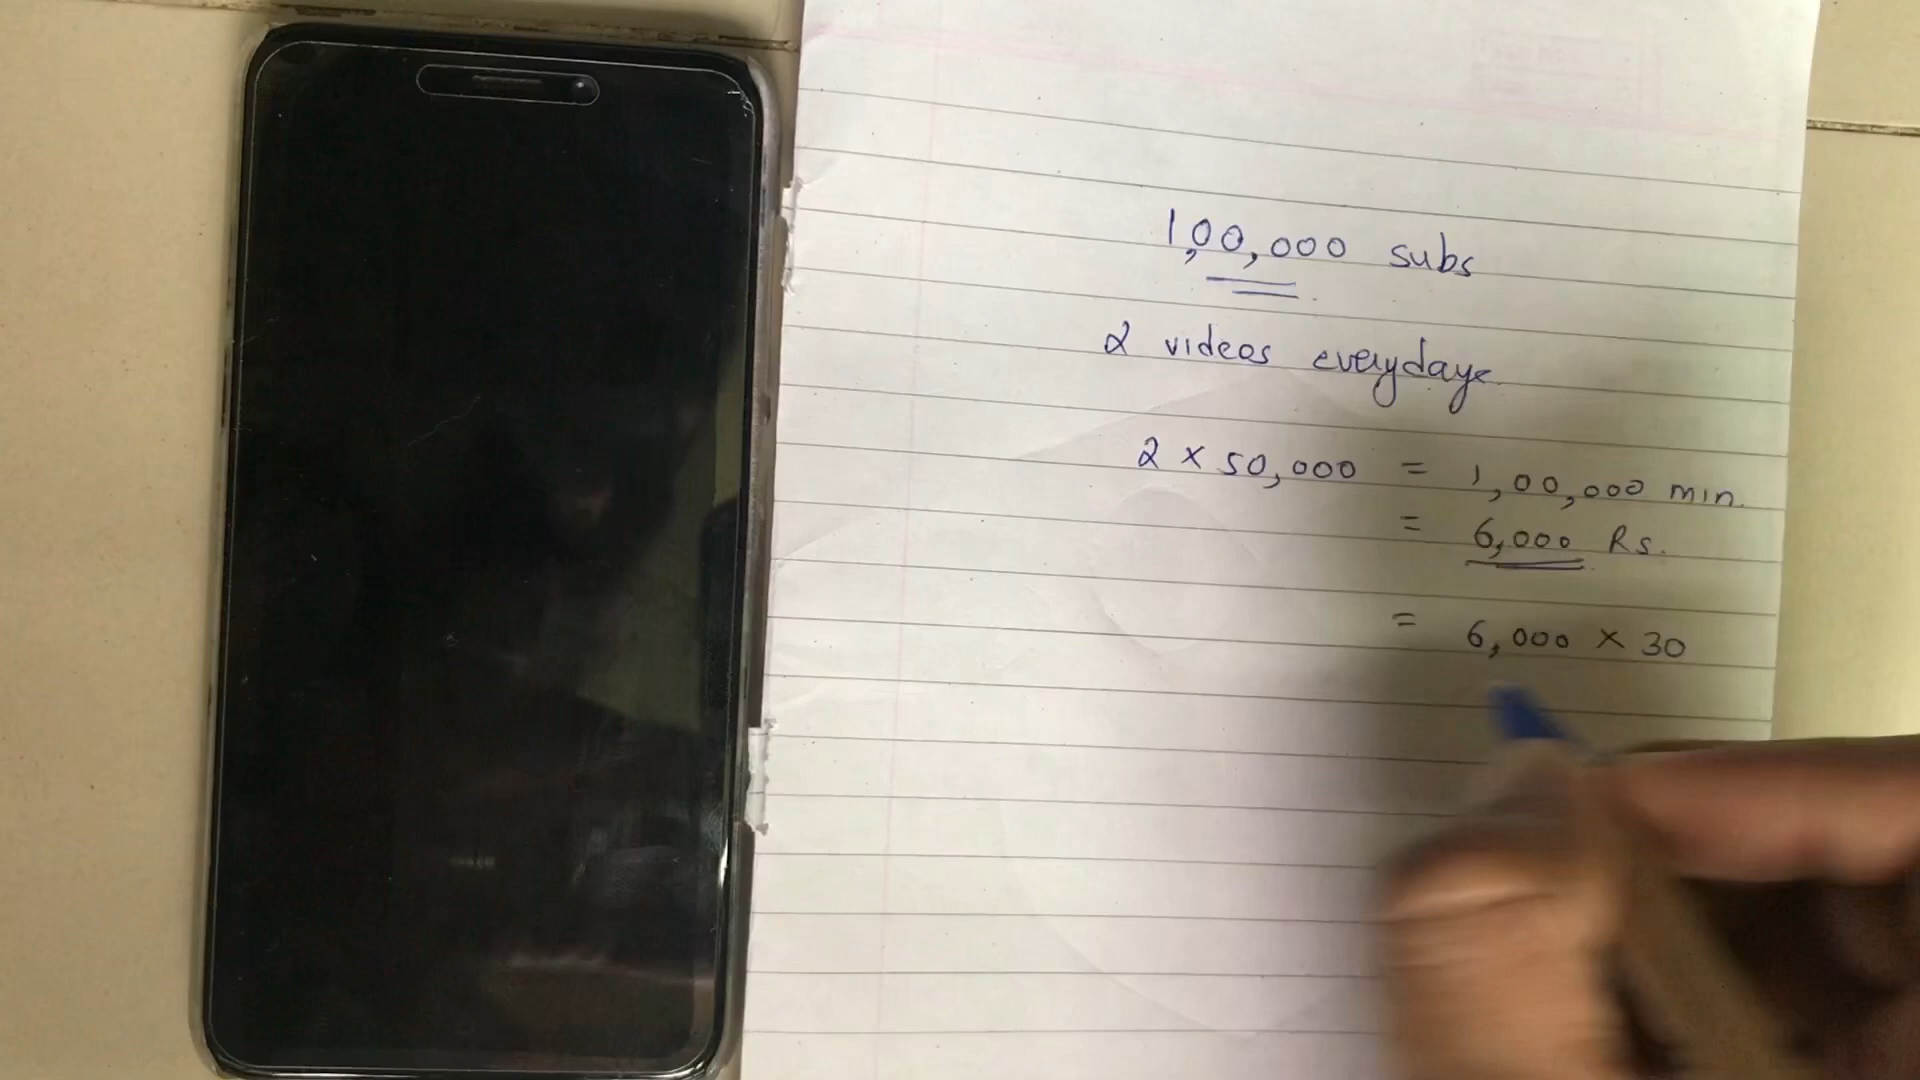 1,00,000 subs
2 videos everyday
2 × 50,000 = 1,00,000 min.
= 6,000 Rs.
= 6,000 × 30